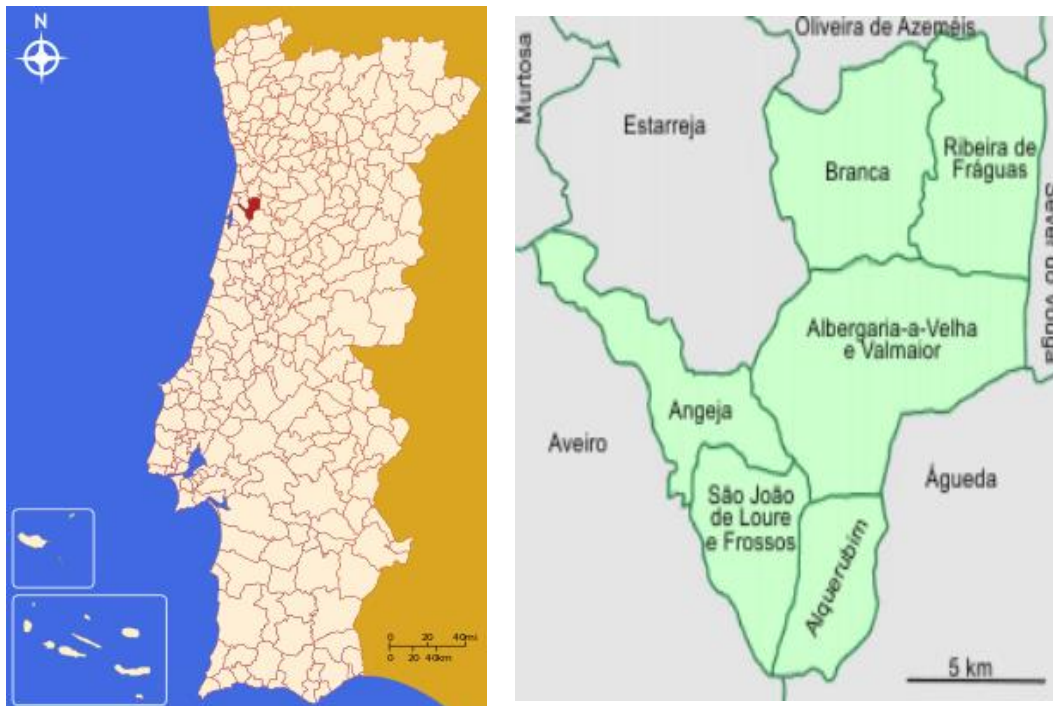 N
0 20 40mi
0 20 40km
Oliveira de Azeméis
Murtosa
Estarreja
Branca
Ribeira de
Fráguas
Sever do Vouga
Albergaria-a-Velha
e Valmaior
Angeja
Aveiro
Águeda
São João
de Loure
e Frossos
Alquerubim
5 km